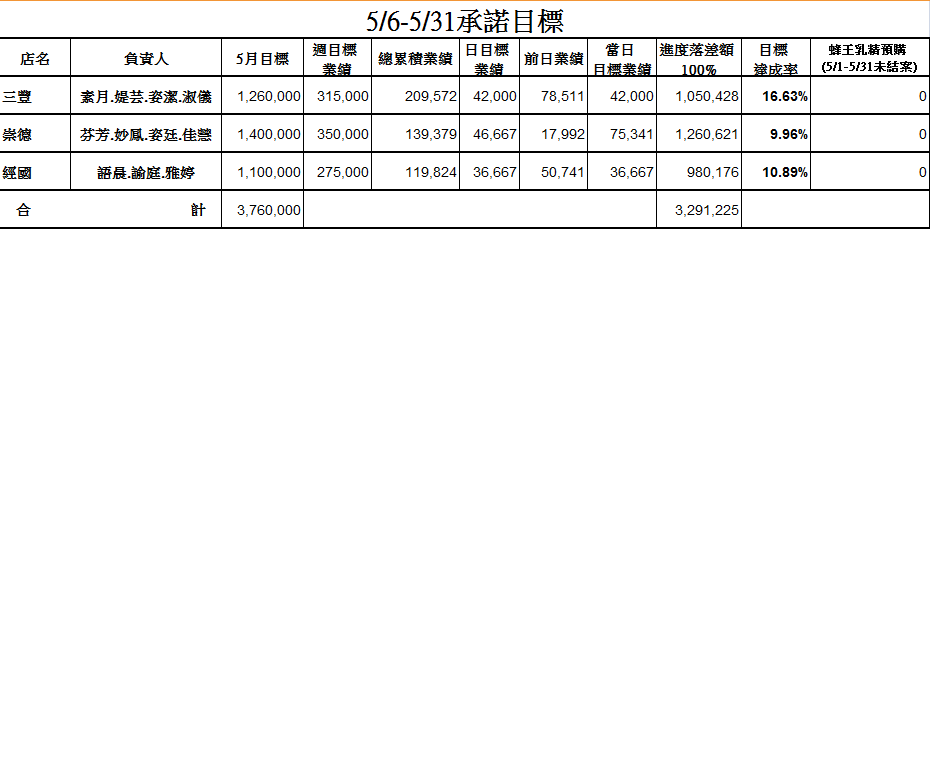 5/6-5/31承諾目標
店名 負責人 5月目標 週目標業績 總累積業績 日目標業績 前日業績 當日目標業績 進度落差額100% 目標達成率 蜂王乳精預購(5/1-5/31未結案)
三豐 素月.媞芸.姿潔.淑儀 1,260,000 315,000 209,572 42,000 78,511 42,000 1,050,428 16.63% 0
崇德 芬芳.妙鳳.姿廷.佳慧 1,400,000 350,000 139,379 46,667 17,992 75,341 1,260,621 9.96% 0
經國 語晨.諭庭.雅婷 1,100,000 275,000 119,824 36,667 50,741 36,667 980,176 10.89% 0
合 計 3,760,000 3,291,225